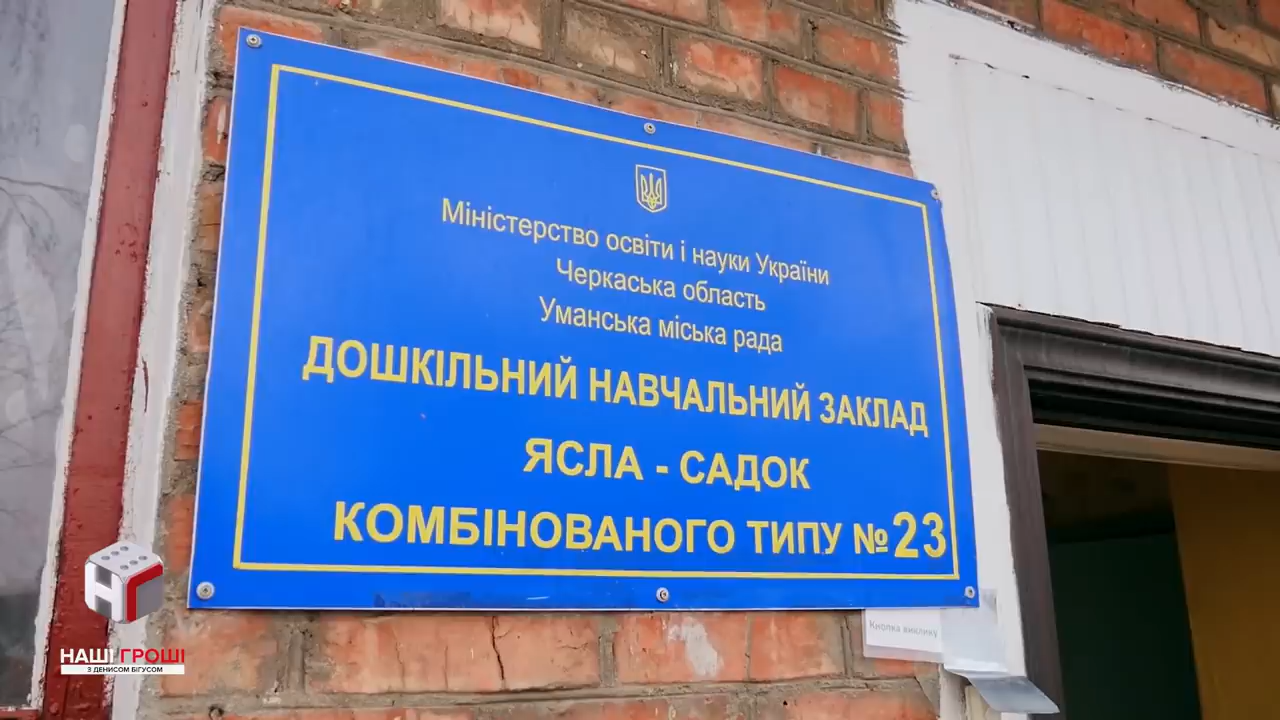 Міністерство освіти і науки України
Черкаська область
Уманська міська рада
ДОШКІЛЬНИЙ НАВЧАЛЬНИЙ ЗАКЛАД
ЯСЛА - САДОК
КОМБІНОВАНОГО ТИПУ №23
Кнопка виклику
НГ
НАШІ ГРОШІ
З ДЕНИСОМ БІГУСОМ